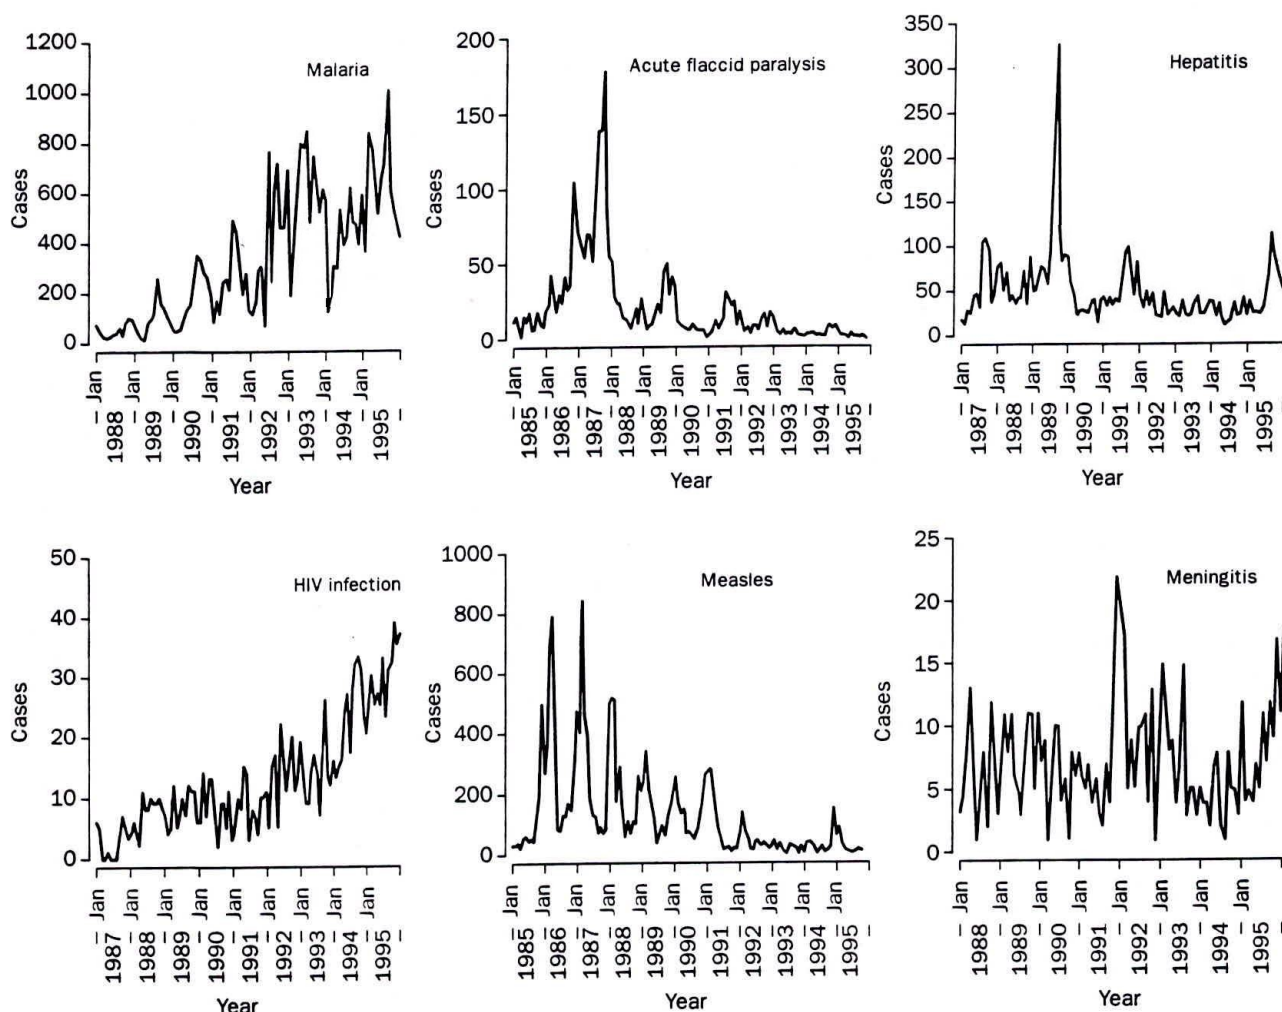 Malaria
Cases
1200
1000
800
600
400
200
0
Jan
Jan
Jan
Jan
Jan
Jan
Jan
Jan
1988
1989
1990
1991
1992
1993
1994
1995
Year
Acute flaccid paralysis
Cases
200
150
100
50
0
Jan
Jan
Jan
Jan
Jan
Jan
Jan
Jan
Jan
Jan
Jan
1985
1986
1987
1988
1989
1990
1991
1992
1993
1994
1995
Year
Hepatitis
Cases
350
300
250
200
150
100
50
0
Jan
Jan
Jan
Jan
Jan
Jan
Jan
Jan
Jan
1987
1988
1989
1990
1991
1992
1993
1994
1995
Year
HIV infection
Cases
50
40
30
20
10
0
Jan
Jan
Jan
Jan
Jan
Jan
Jan
Jan
Jan
1987
1988
1989
1990
1991
1992
1993
1994
1995
Year
Measles
Cases
1000
800
600
400
200
0
Jan
Jan
Jan
Jan
Jan
Jan
Jan
Jan
Jan
Jan
Jan
1985
1986
1987
1988
1989
1990
1991
1992
1993
1994
1995
Year
Meningitis
Cases
25
20
15
10
5
0
Jan
Jan
Jan
Jan
Jan
Jan
Jan
Jan
1988
1989
1990
1991
1992
1993
1994
1995
Year